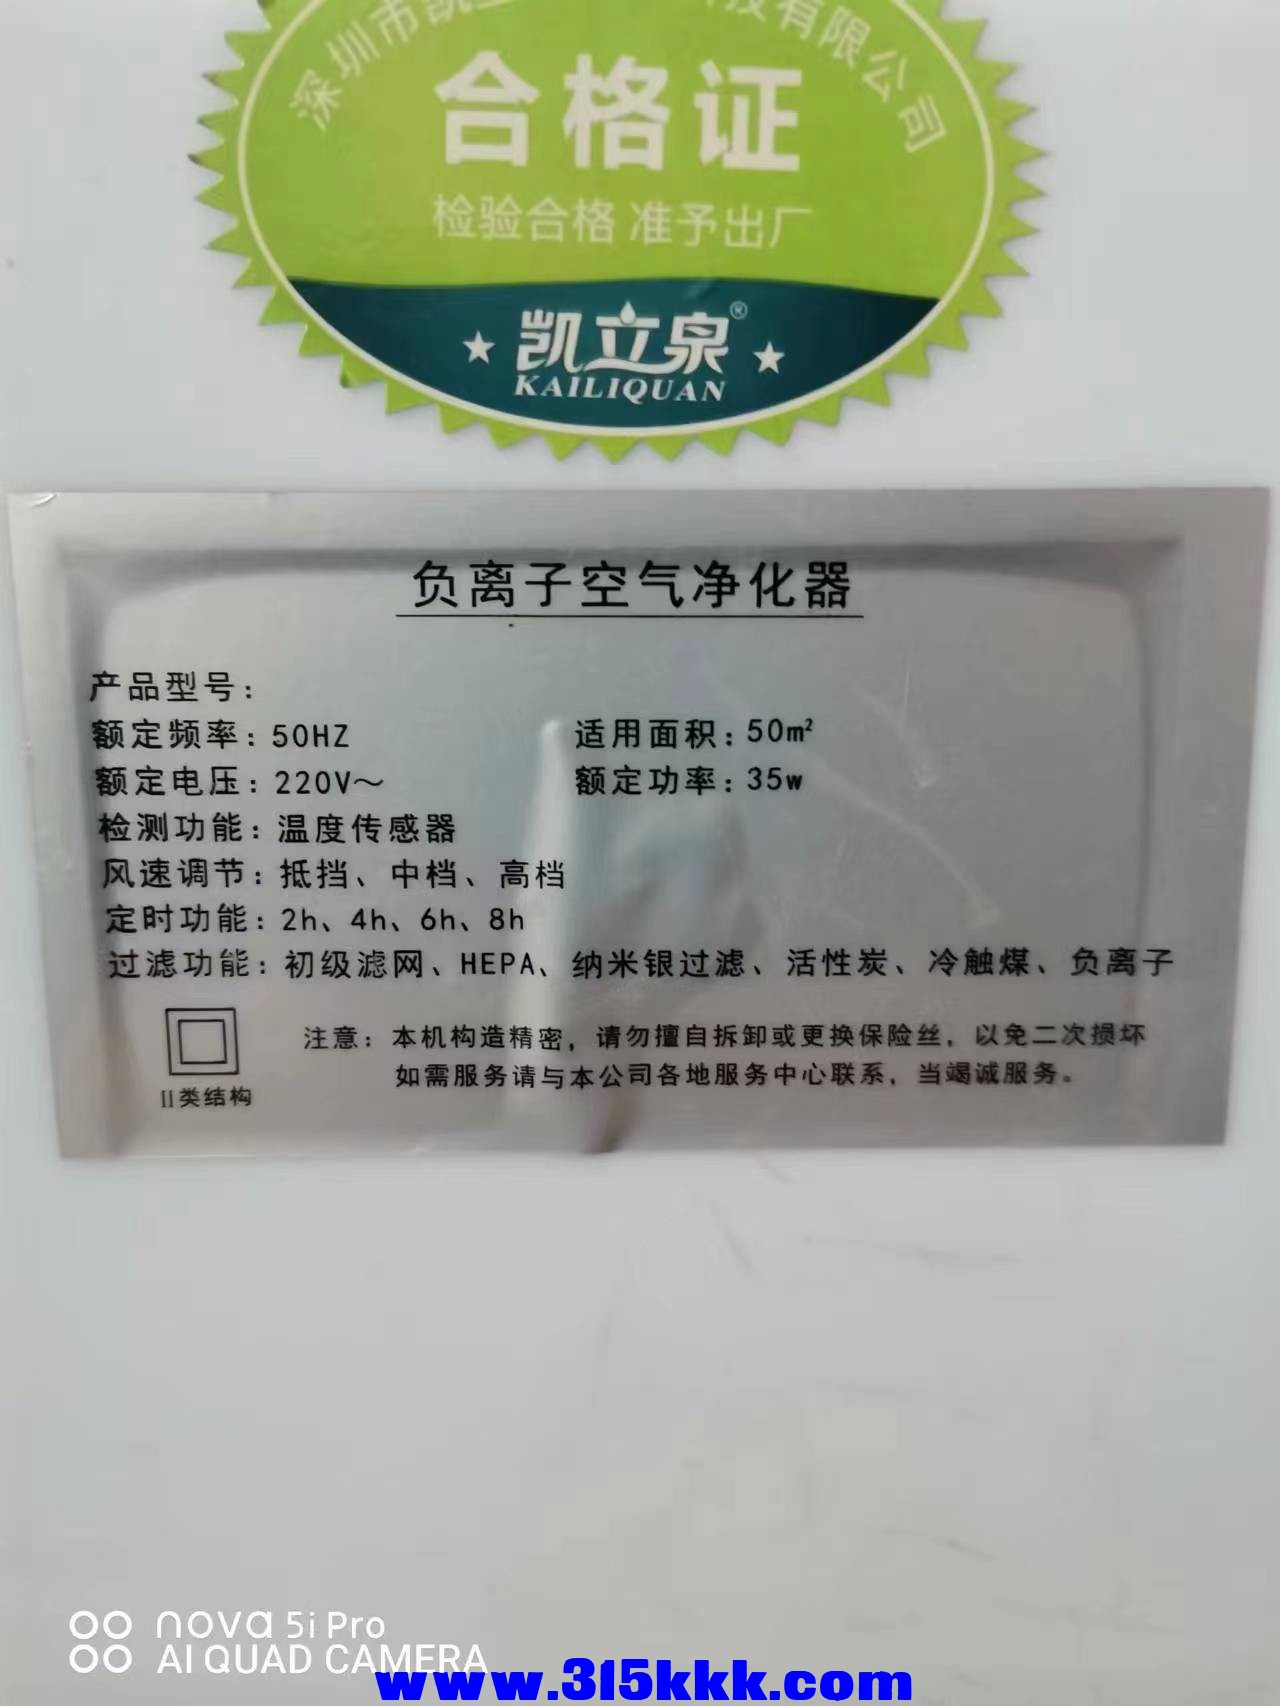 深圳市凯 技有限公司
合格证
检验合格 准予出厂
凯立泉®
KAILIQUAN
负离子空气净化器
产品型号:
额定频率: 50HZ 适用面积: 50m²
额定电压: 220V~ 额定功率: 35w
检测功能: 温度传感器
风速调节: 抵挡、中档、高档
定时功能: 2h、4h、6h、8h
过滤功能: 初级滤网、HEPA、纳米银过滤、活性炭、冷触煤、负离子
注意: 本机构造精密, 请勿擅自拆卸或更换保险丝, 以免二次损坏
如需服务请与本公司各地服务中心联系, 当竭诚服务。
II类结构
nova 5i Pro
AI QUAD CAMERA
www.315kkk.com